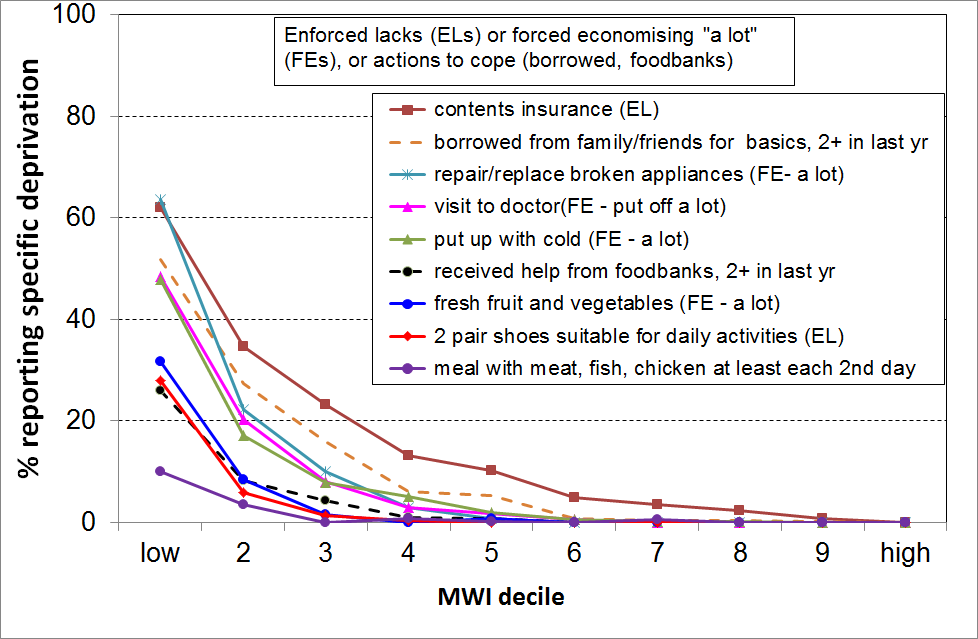 Enforced lacks (ELs) or forced economising "a lot"
(FEs), or actions to cope (borrowed, foodbanks)
contents insurance (EL)
borrowed from family/friends for  basics, 2+ in last yr
repair/replace broken appliances (FE- a lot)
visit to doctor(FE - put off a lot)
put up with cold (FE - a lot)
received help from foodbanks, 2+ in last yr
fresh fruit and vegetables (FE - a lot)
2 pair shoes suitable for daily activities (EL)
meal with meat, fish, chicken at least each 2nd day
% reporting specific deprivation
100
80
60
40
20
0
low 2 3 4 5 6 7 8 9 high
MWI decile